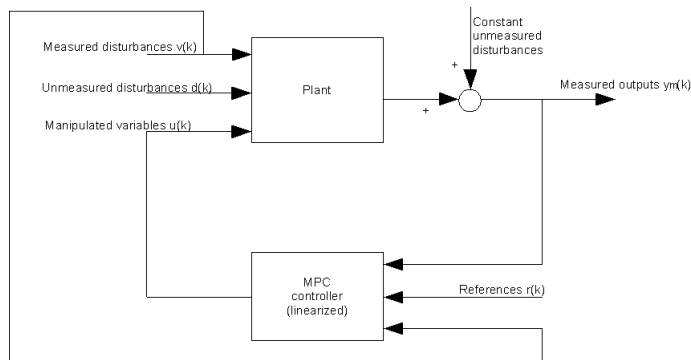 Constant
unmeasured
disturbances
Measured disturbances v(k)
+
Unmeasured disturbances d(k)
Plant
Measured outputs ym(k)
+
Manipulated variables u(k)
MPC
controller
(linearized)
References r(k)